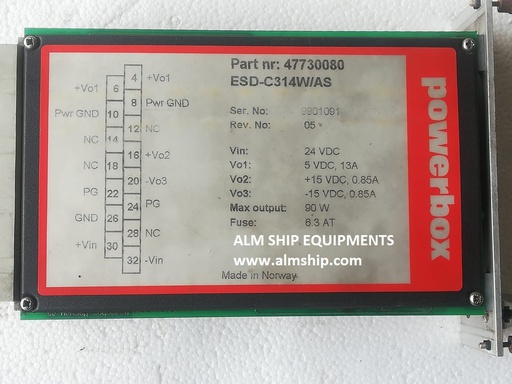 Part nr: 47730080
ESD-C314W/AS
Ser. No: 9901091
Rev. No: 05
Vin: 24 VDC
Vo1: 5 VDC, 13A
Vo2: +15 VDC, 0.85A
Vo3: -15 VDC, 0.85A
Max output: 90 W
Fuse: 6.3 AT
ALM SHIP EQUIPMENTS
www.almship.com
Made in Norway
powerbox
4 +Vo1
+Vo1 6
8 Pwr GND
Pwr GND 10
12 NC
NC 14
16 +Vo2
NC 18
20 -Vo3
PG 22
24 PG
GND 26
28 NC
+Vin 30
32 -Vin